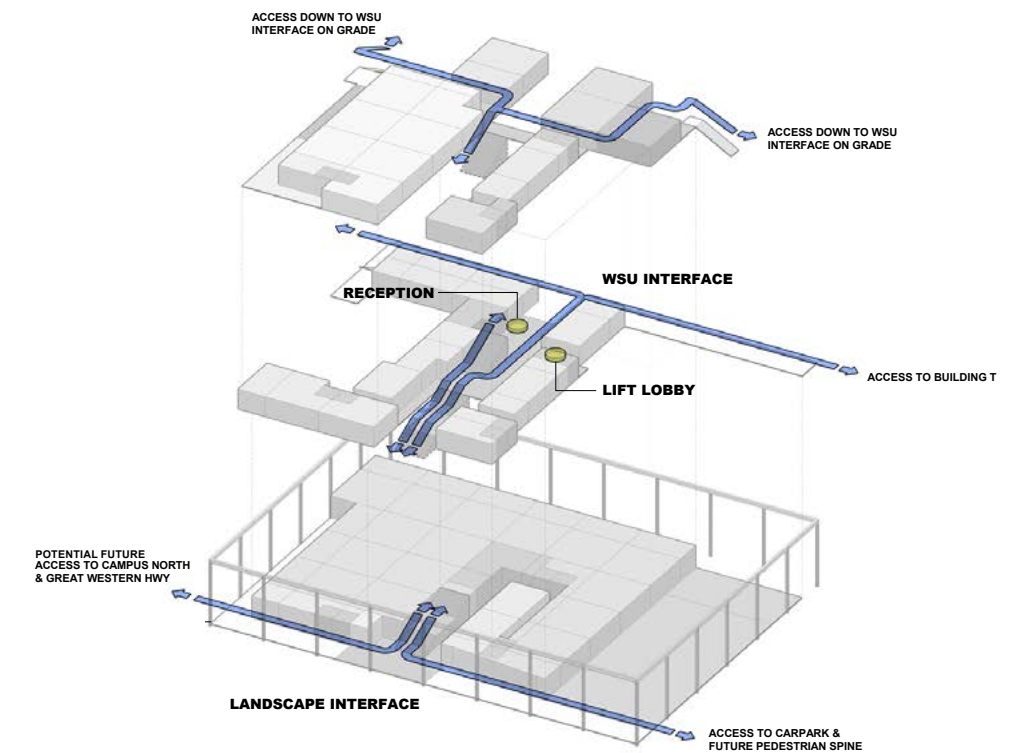 ACCESS DOWN TO WSU
INTERFACE ON GRADE
ACCESS DOWN TO WSU
INTERFACE ON GRADE
WSU INTERFACE
RECEPTION
ACCESS TO BUILDING T
LIFT LOBBY
POTENTIAL FUTURE
ACCESS TO CAMPUS NORTH
& GREAT WESTERN HWY
LANDSCAPE INTERFACE
ACCESS TO CARPARK &
FUTURE PEDESTRIAN SPINE